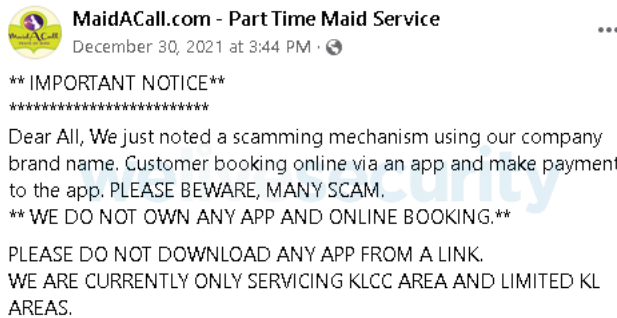 MaidACall.com - Part Time Maid Service
December 30, 2021 at 3:44 PM ·
** IMPORTANT NOTICE**
*************************
Dear All, We just noted a scamming mechanism using our company
brand name. Customer booking online via an app and make payment
to the app. PLEASE BEWARE, MANY SCAM.
** WE DO NOT OWN ANY APP AND ONLINE BOOKING.**
PLEASE DO NOT DOWNLOAD ANY APP FROM A LINK.
WE ARE CURRENTLY ONLY SERVICING KLCC AREA AND LIMITED KL
AREAS.